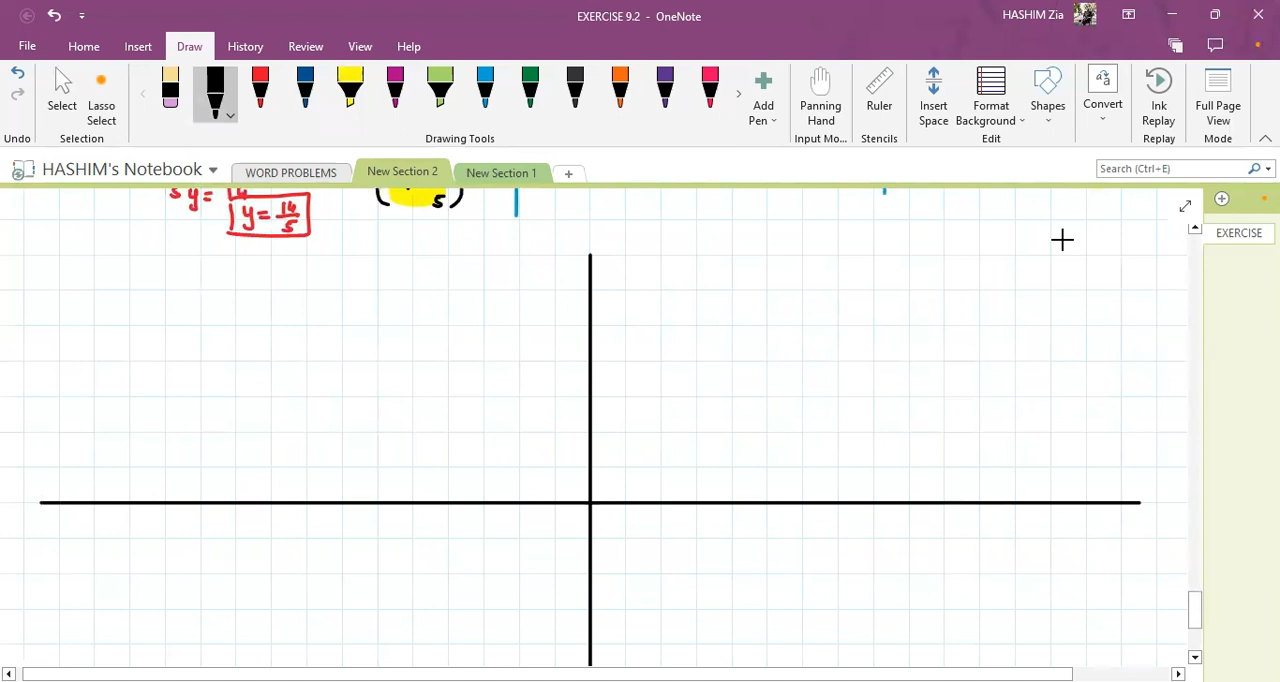 EXERCISE 9.2 - OneNote
HASHIM Zia
File Home Insert Draw History Review View Help
Undo
Select
Lasso Select
Selection
Drawing Tools
Add Pen
Panning Hand
Input Mo...
Ruler
Stencils
Insert Space
Format Background
Shapes
Edit
Convert
Ink Replay
Replay
Full Page View
Mode
HASHIM's Notebook
WORD PROBLEMS
New Section 2
New Section 1
Search (Ctrl+E)
EXERCISE
5y = 14
y = 14/5
5